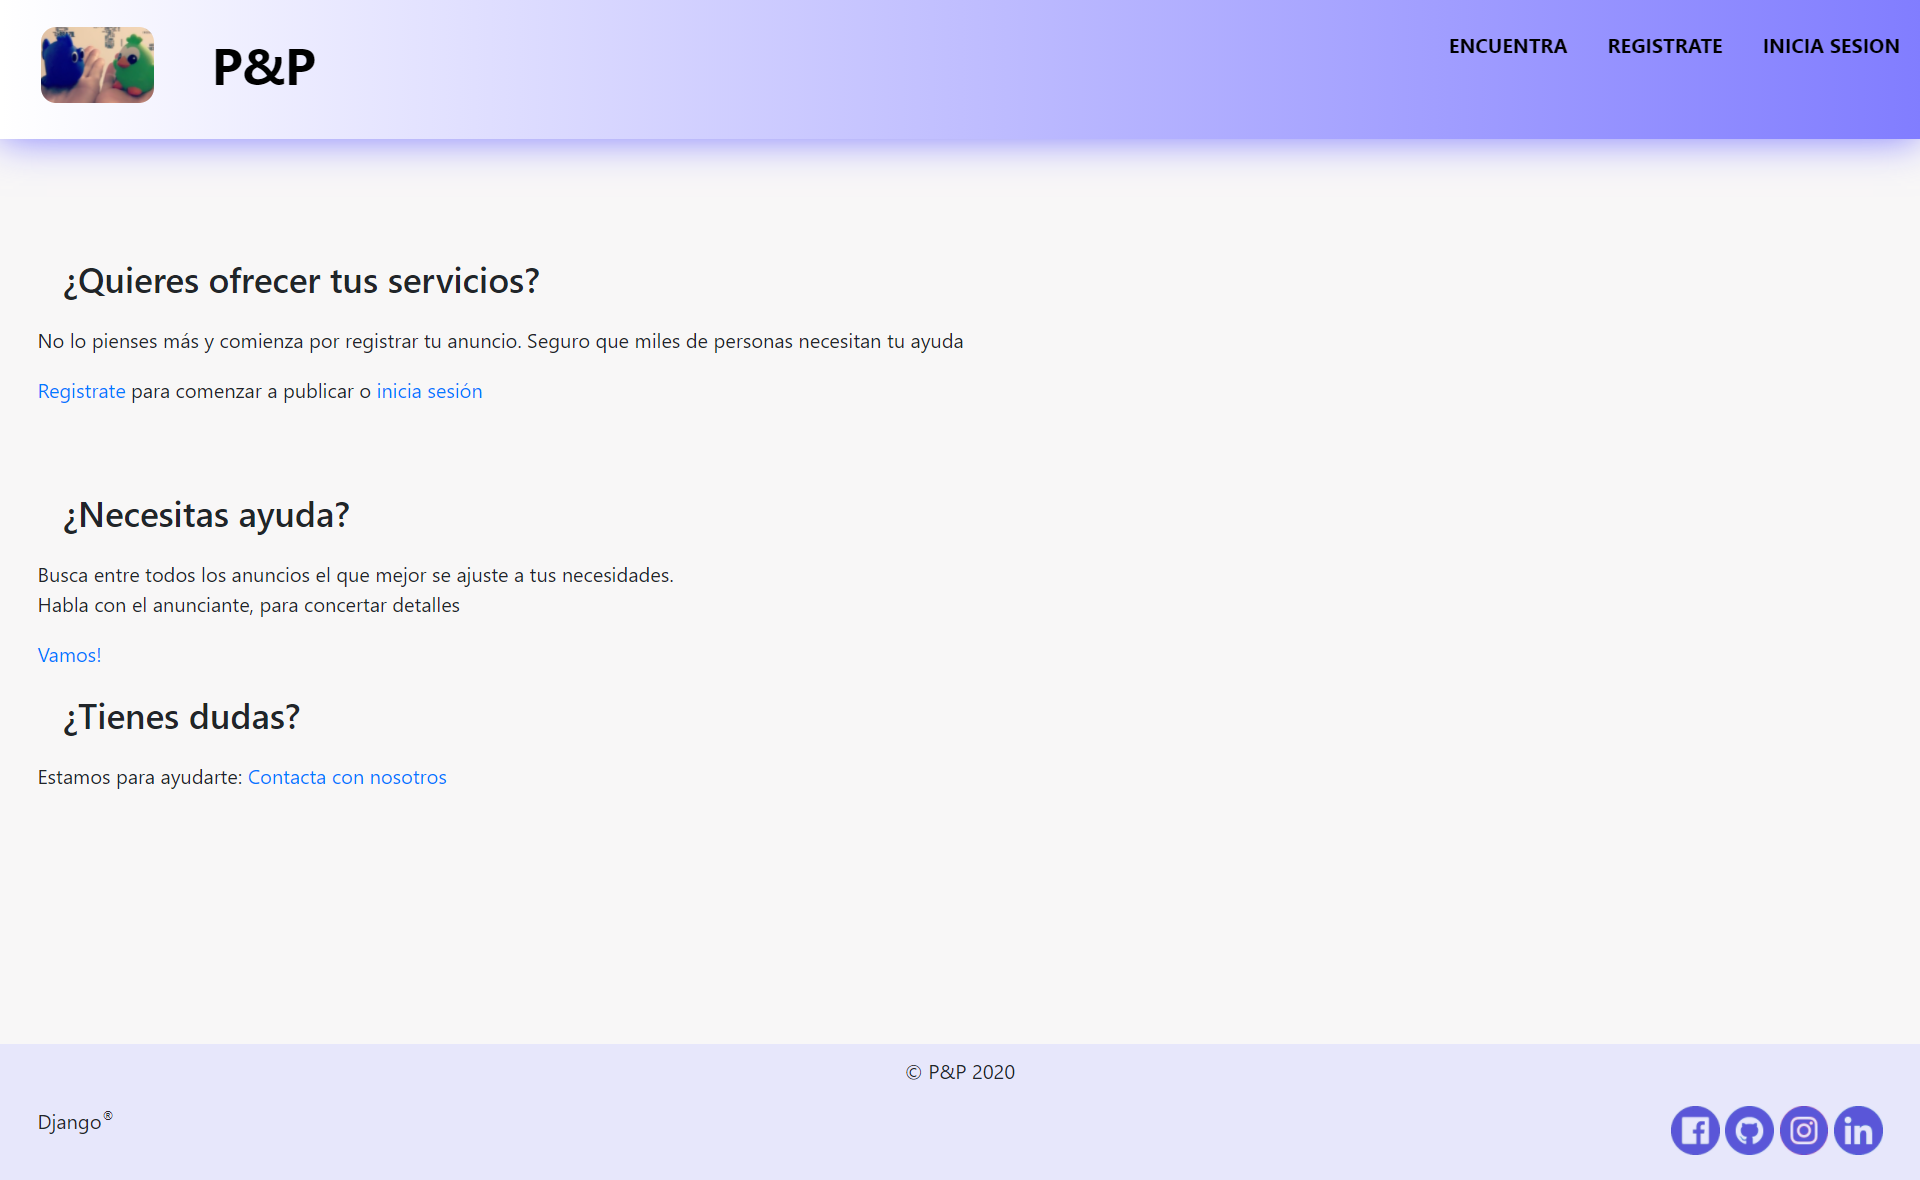 P&P
ENCUENTRA REGISTRATE INICIA SESION
¿Quieres ofrecer tus servicios?
No lo pienses más y comienza por registrar tu anuncio. Seguro que miles de personas necesitan tu ayuda
Registrate para comenzar a publicar o inicia sesión
¿Necesitas ayuda?
Busca entre todos los anuncios el que mejor se ajuste a tus necesidades.
Habla con el anunciante, para concertar detalles
Vamos!
¿Tienes dudas?
Estamos para ayudarte: Contacta con nosotros
© P&P 2020
Django®